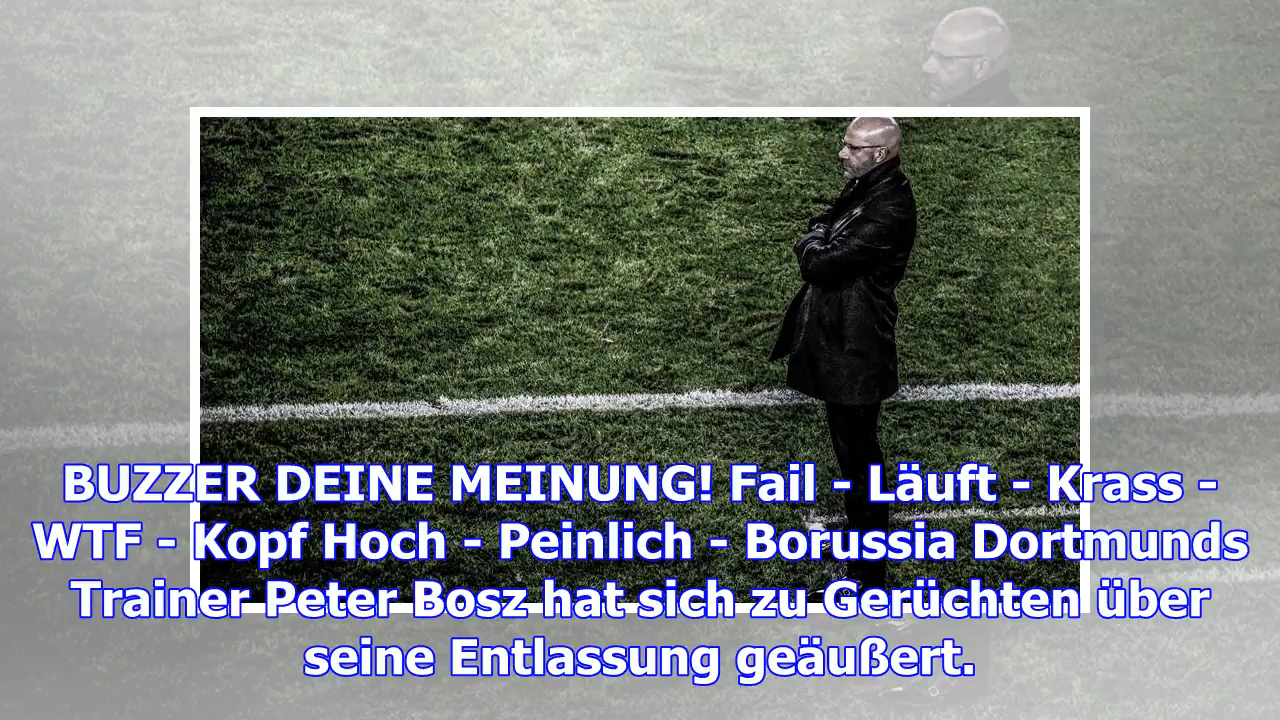 BUZZER DEINE MEINUNG! Fail - Läuft - Krass -
WTF - Kopf Hoch - Peinlich - Borussia Dortmunds
Trainer Peter Bosz hat sich zu Gerüchten über
seine Entlassung geäußert.